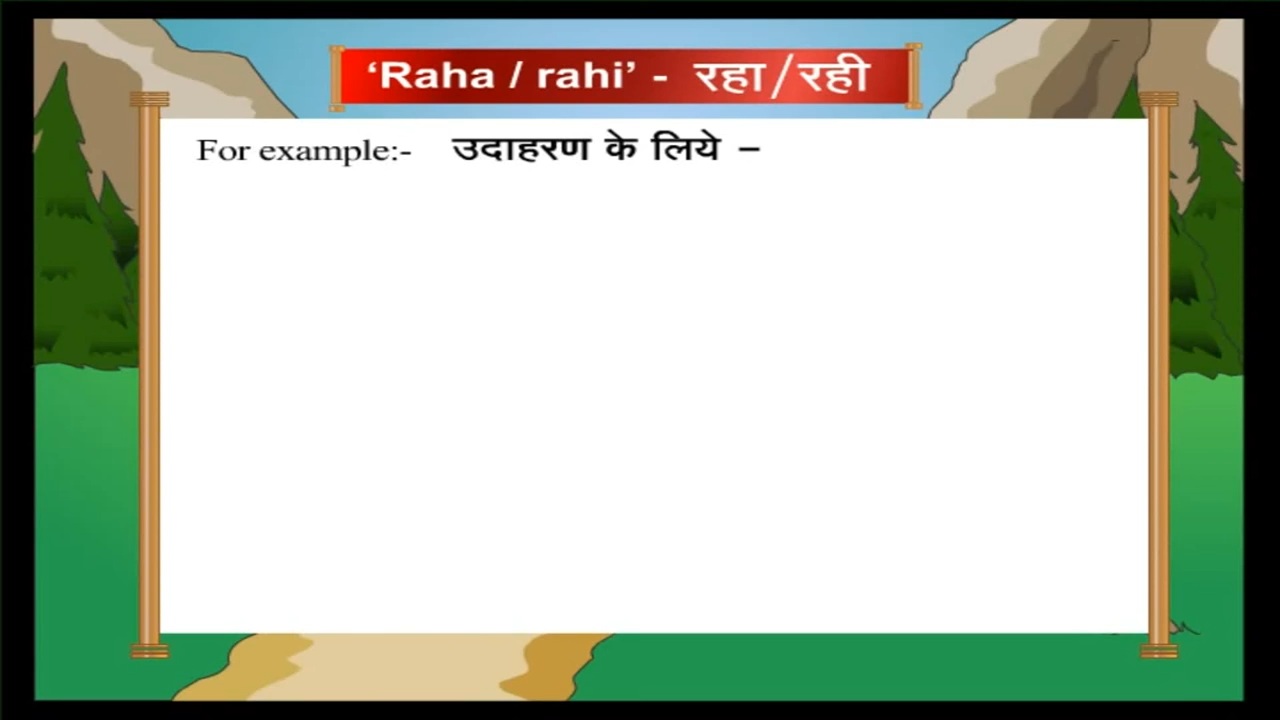 ‘Raha / rahi’ - रहा/रही
For example:- उदाहरण के लिये –